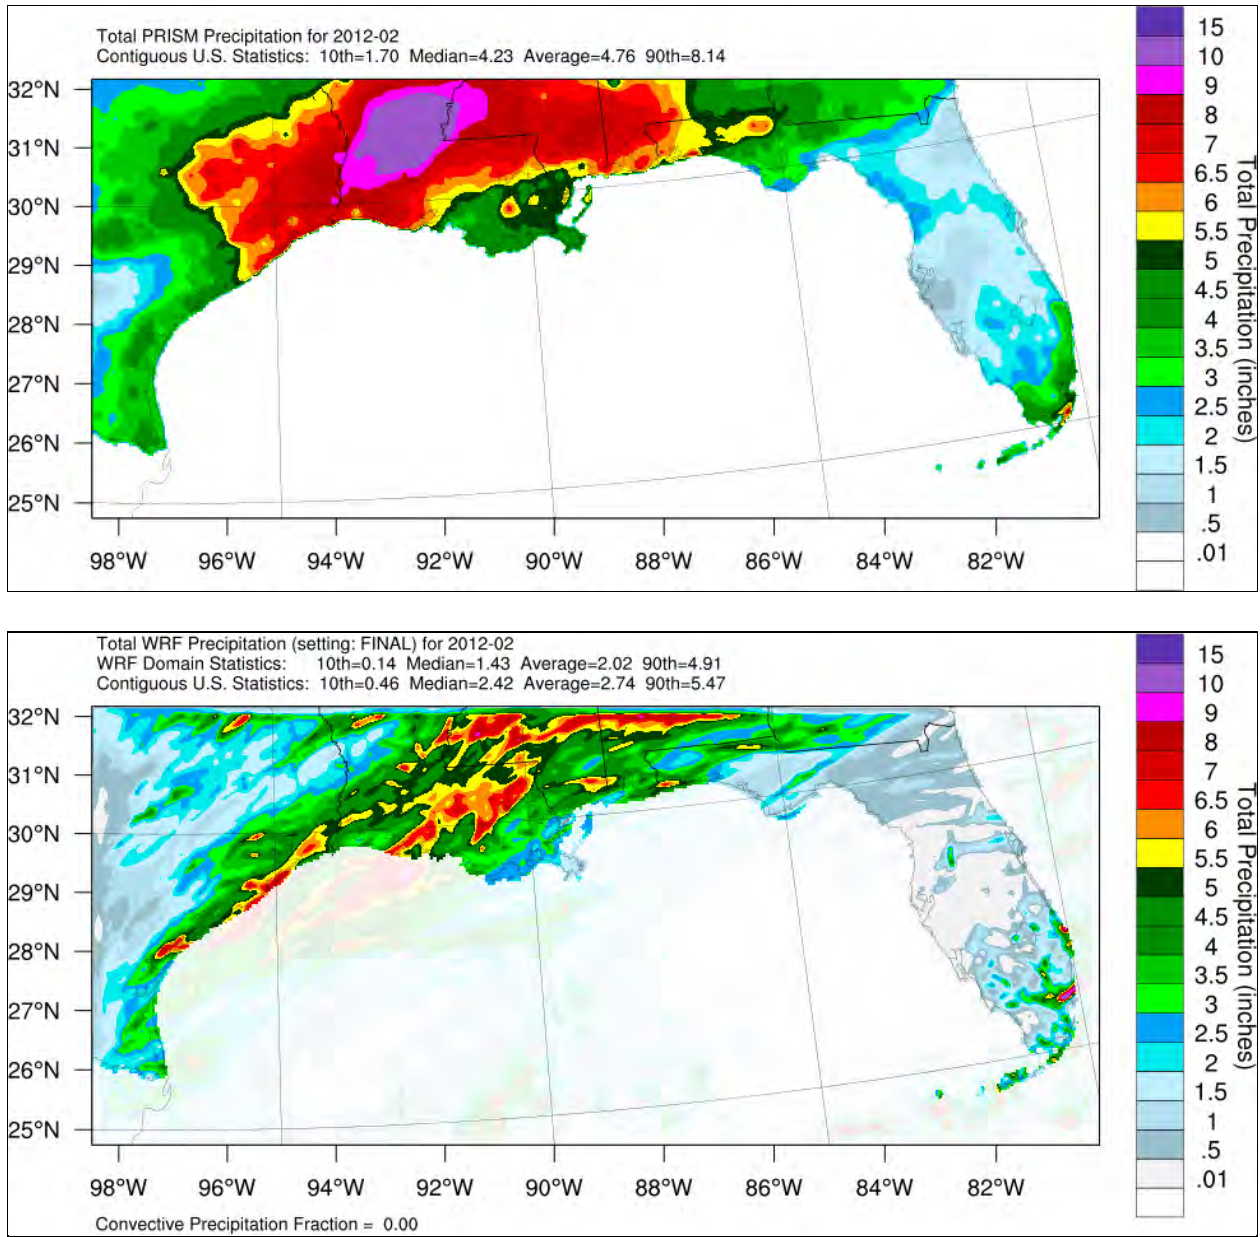 Total PRISM Precipitation for 2012-02
Contiguous U.S. Statistics: 10th=1.70 Median=4.23 Average=4.76 90th=8.14
32°N
31°N
30°N
29°N
28°N
27°N
26°N
25°N
98°W 96°W 94°W 92°W 90°W 88°W 86°W 84°W 82°W
15
10
9
8
7
6.5
6
5.5
5
4.5
4
3.5
3
2.5
2
1.5
1
.5
.01
Total Precipitation (inches)
Total WRF Precipitation (setting: FINAL) for 2012-02
WRF Domain Statistics: 10th=0.14 Median=1.43 Average=2.02 90th=4.91
Contiguous U.S. Statistics: 10th=0.46 Median=2.42 Average=2.74 90th=5.47
32°N
31°N
30°N
29°N
28°N
27°N
26°N
25°N
98°W 96°W 94°W 92°W 90°W 88°W 86°W 84°W 82°W
15
10
9
8
7
6.5
6
5.5
5
4.5
4
3.5
3
2.5
2
1.5
1
.5
.01
Total Precipitation (inches)
Convective Precipitation Fraction = 0.00